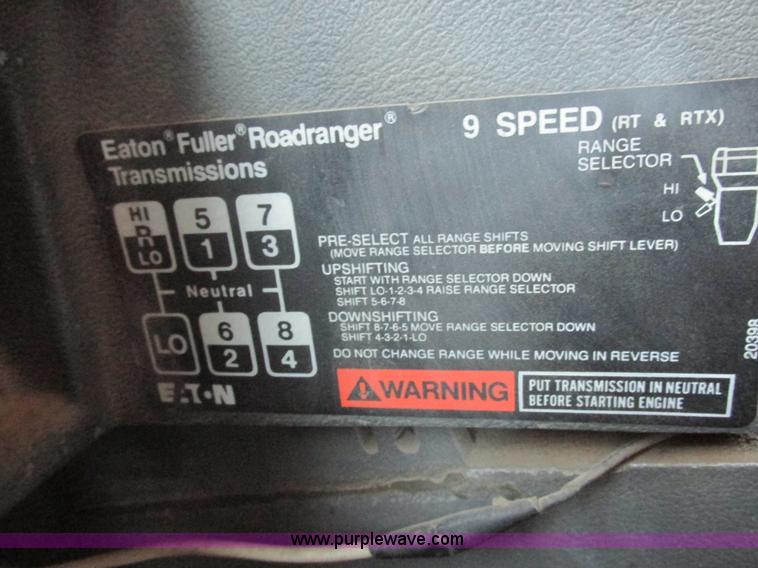 Eaton® Fuller® Roadranger®
Transmissions
9 SPEED (RT & RTX)
RANGE
SELECTOR
HI
LO
HI
R
LO
5
1
7
3
Neutral
LO
6
2
8
4
PRE-SELECT ALL RANGE SHIFTS
(MOVE RANGE SELECTOR BEFORE MOVING SHIFT LEVER)
UPSHIFTING
START WITH RANGE SELECTOR DOWN
SHIFT LO-1-2-3-4 RAISE RANGE SELECTOR
SHIFT 5-6-7-8
DOWNSHIFTING
SHIFT 8-7-6-5 MOVE RANGE SELECTOR DOWN
SHIFT 4-3-2-1-LO
DO NOT CHANGE RANGE WHILE MOVING IN REVERSE
EATON
WARNING
PUT TRANSMISSION IN NEUTRAL
BEFORE STARTING ENGINE
20398
www.purplewave.com